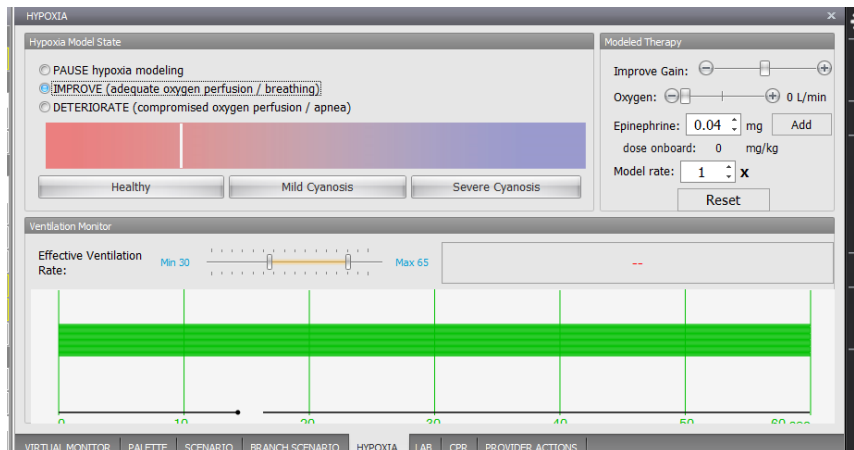 HYPOXIA
Hypoxia Model State
PAUSE hypoxia modeling
IMPROVE (adequate oxygen perfusion / breathing)
DETERIORATE (compromised oxygen perfusion / apnea)
Healthy Mild Cyanosis Severe Cyanosis
Modeled Therapy
Improve Gain:
Oxygen: 0 L/min
Epinephrine: 0.04 mg Add
dose onboard: 0 mg/kg
Model rate: 1 x
Reset
Ventilation Monitor
Effective Ventilation
Rate:
Min 30 Max 65
--
0 10 20 30 40 50 60 sec
VIRTUAL MONITOR PALETTE SCENARIO BRANCH SCENARIO HYPOXIA LAB CPR PROVIDER ACTIONS